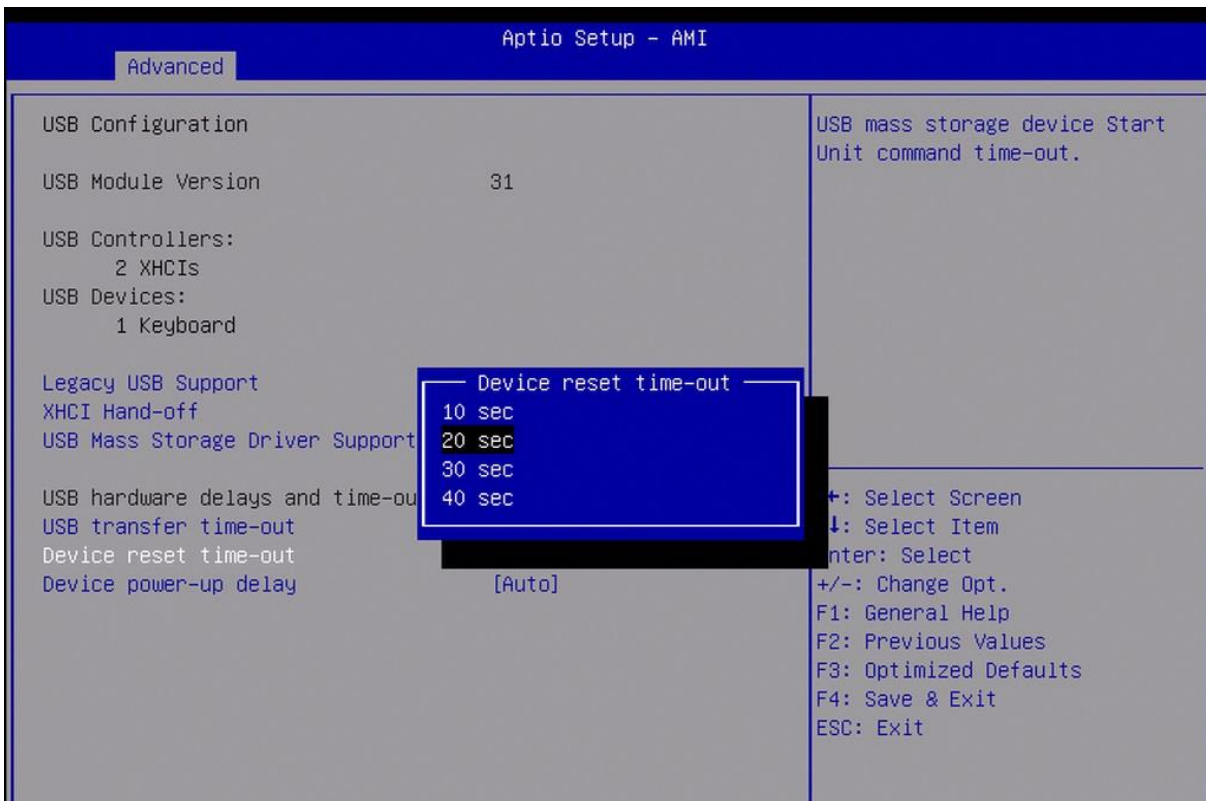 Aptio Setup – AMI
Advanced
USB Configuration
USB Module Version 31
USB Controllers:
2 XHCIs
USB Devices:
1 Keyboard
Legacy USB Support
XHCI Hand-off
USB Mass Storage Driver Support
USB hardware delays and time-ou
USB transfer time-out
Device reset time-out
Device power-up delay [Auto]
Device reset time-out
10 sec
20 sec
30 sec
40 sec
USB mass storage device Start
Unit command time-out.
: Select Screen
: Select Item
nter: Select
+/-: Change Opt.
F1: General Help
F2: Previous Values
F3: Optimized Defaults
F4: Save & Exit
ESC: Exit